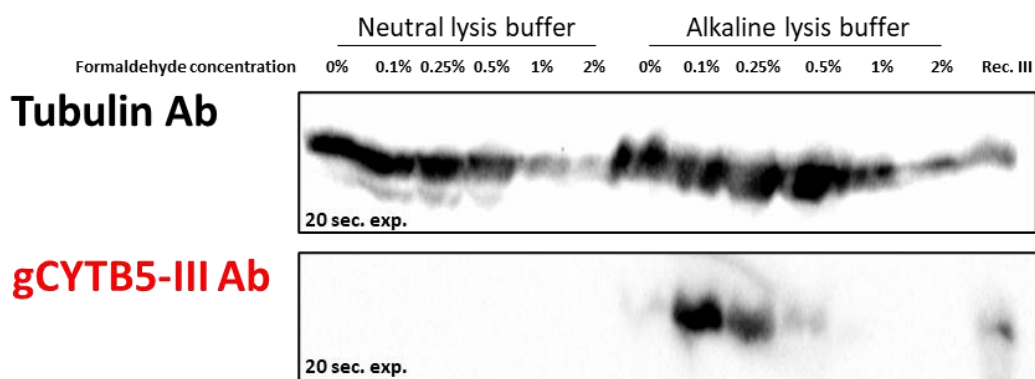 Neutral lysis buffer Alkaline lysis buffer
Formaldehyde concentration 0% 0.1% 0.25% 0.5% 1% 2% 0% 0.1% 0.25% 0.5% 1% 2% Rec. III
Tubulin Ab
20 sec. exp.
gCYTB5-III Ab
20 sec. exp.